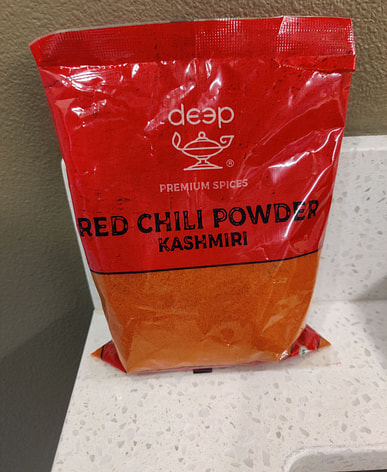 deep
®
PREMIUM SPICES
RED CHILI POWDER
KASHMIRI